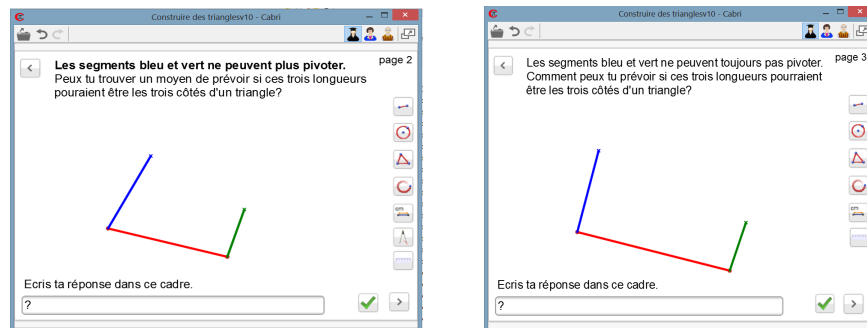 Construire des trianglesv10 - Cabri
Les segments bleu et vert ne peuvent plus pivoter.
page 2
Peux tu trouver un moyen de prévoir si ces trois longueurs
pouraient être les trois côtés d'un triangle?
cm
Ecris ta réponse dans ce cadre.
?
Construire des trianglesv10 - Cabri
Les segments bleu et vert ne peuvent toujours pas pivoter.
page 3
Comment peux tu prévoir si ces trois longueurs pourraient
être les trois côtés d'un triangle?
cm
Ecris ta réponse dans ce cadre.
?